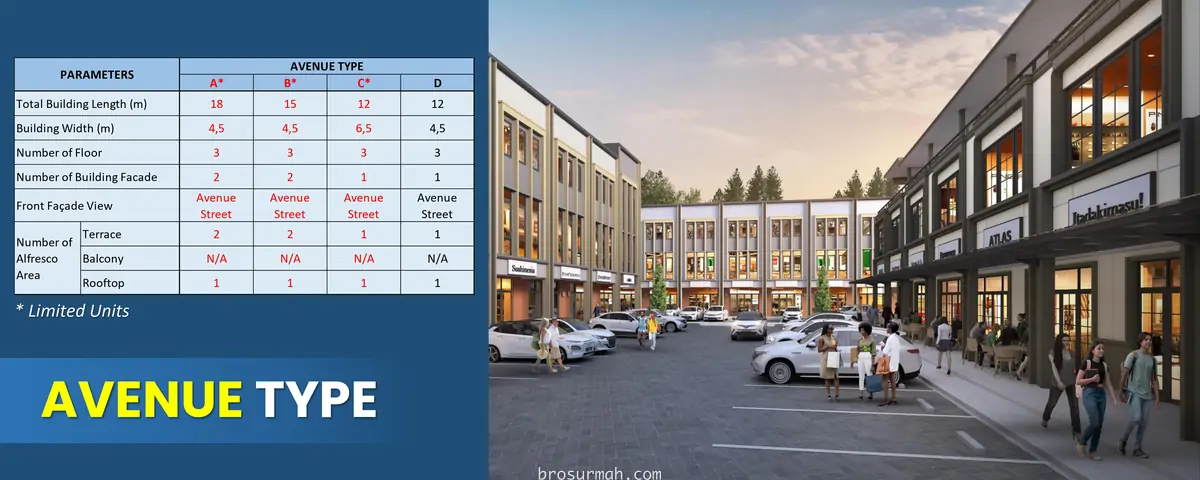 PARAMETERS AVENUE TYPE
A* B* C* D
Total Building Length (m) 18 15 12 12
Building Width (m) 4,5 4,5 6,5 4,5
Number of Floor 3 3 3 3
Number of Building Facade 2 2 1 1
Front Façade View Avenue Street Avenue Street Avenue Street Avenue Street
Number of Alfresco Area Terrace 2 2 1 1
Balcony N/A N/A N/A N/A
Rooftop 1 1 1 1
* Limited Units
AVENUE TYPE
Sushimesia
ATLAS
Itadakimasu!
brosurmah.com